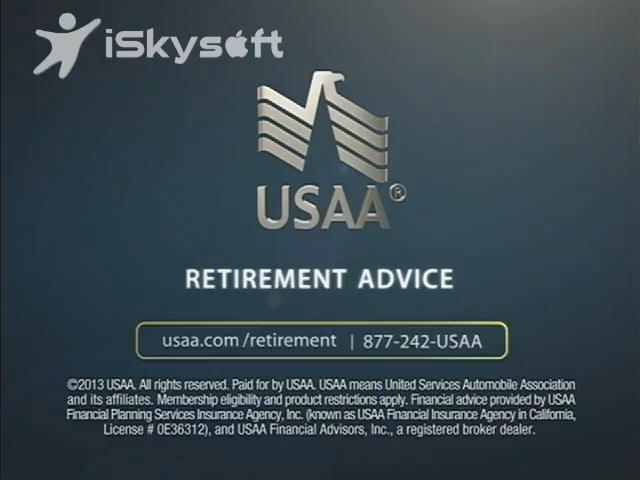 iSkysoft
USAA®
RETIREMENT ADVICE
usaa.com/retirement | 877-242-USAA
©2013 USAA. All rights reserved. Paid for by USAA. USAA means United Services Automobile Association
and its affiliates. Membership eligibility and product restrictions apply. Financial advice provided by USAA
Financial Planning Services Insurance Agency, Inc. (known as USAA Financial Insurance Agency in California,
License # 0E36312), and USAA Financial Advisors, Inc., a registered broker dealer.